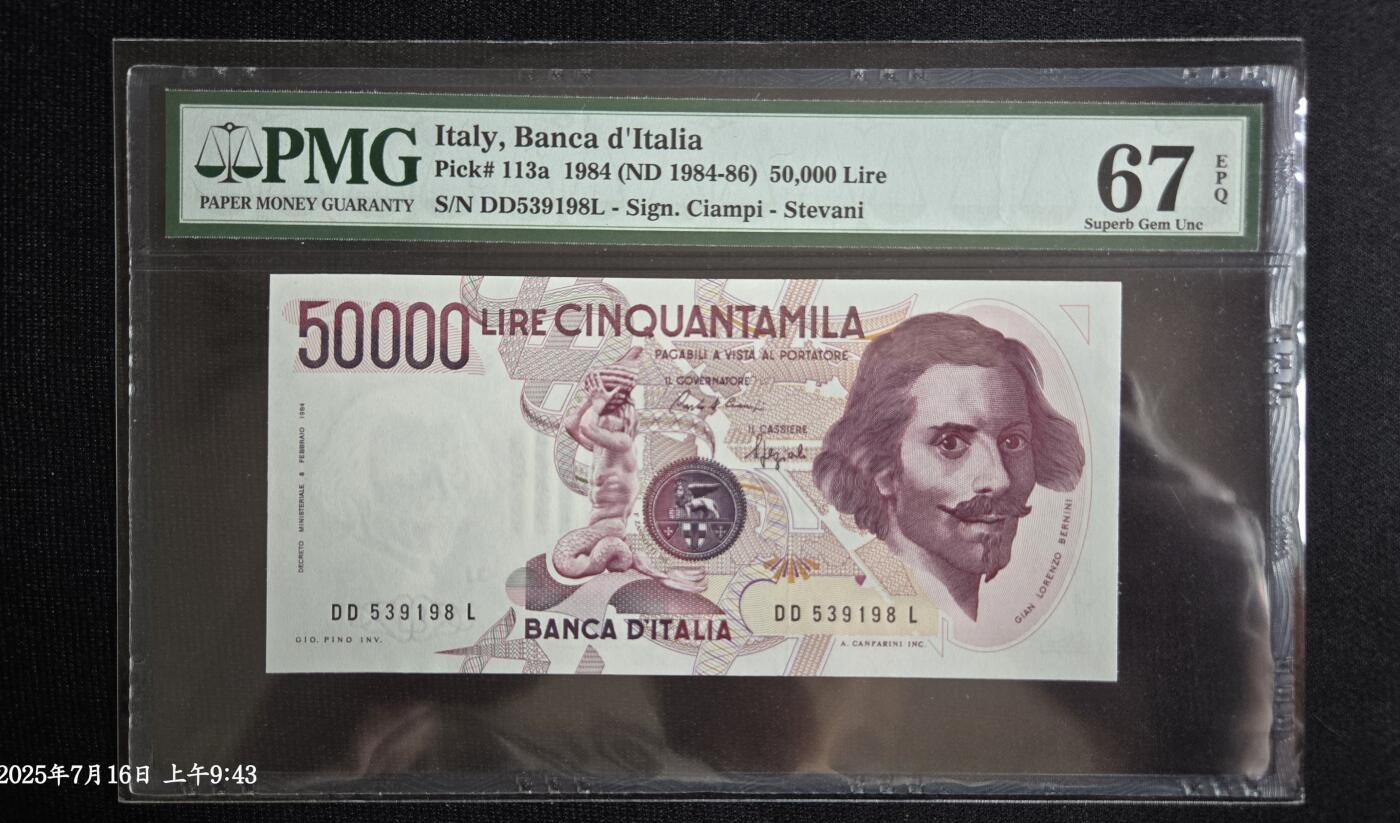 PMG
PAPER MONEY GUARANTY
Italy, Banca d'Italia
Pick# 113a 1984 (ND 1984-86) 50,000 Lire
S/N DD539198L - Sign. Ciampi - Stevani
67
EPQ
Superb Gem Unc
50000 LIRE CINQUANTAMILA
PAGABILI A VISTA AL PORTATORE
IL GOVERNATORE
IL CASSIERE
DECRETO MINISTERIALE 6 FEBBRAIO 1984
GIAN LORENZO BERNINI
DD 539198 L
DD 539198 L
BANCA D'ITALIA
GIO. PINO INV.
A. CANFARINI INC.
2025年7月16日 上午9:43